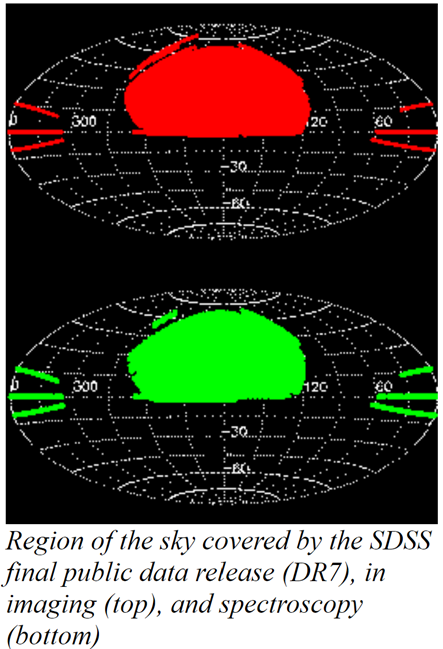 0 300 120 60
-30
-60
0 300 120 60
-30
-60
Region of the sky covered by the SDSS
final public data release (DR7), in
imaging (top), and spectroscopy
(bottom)